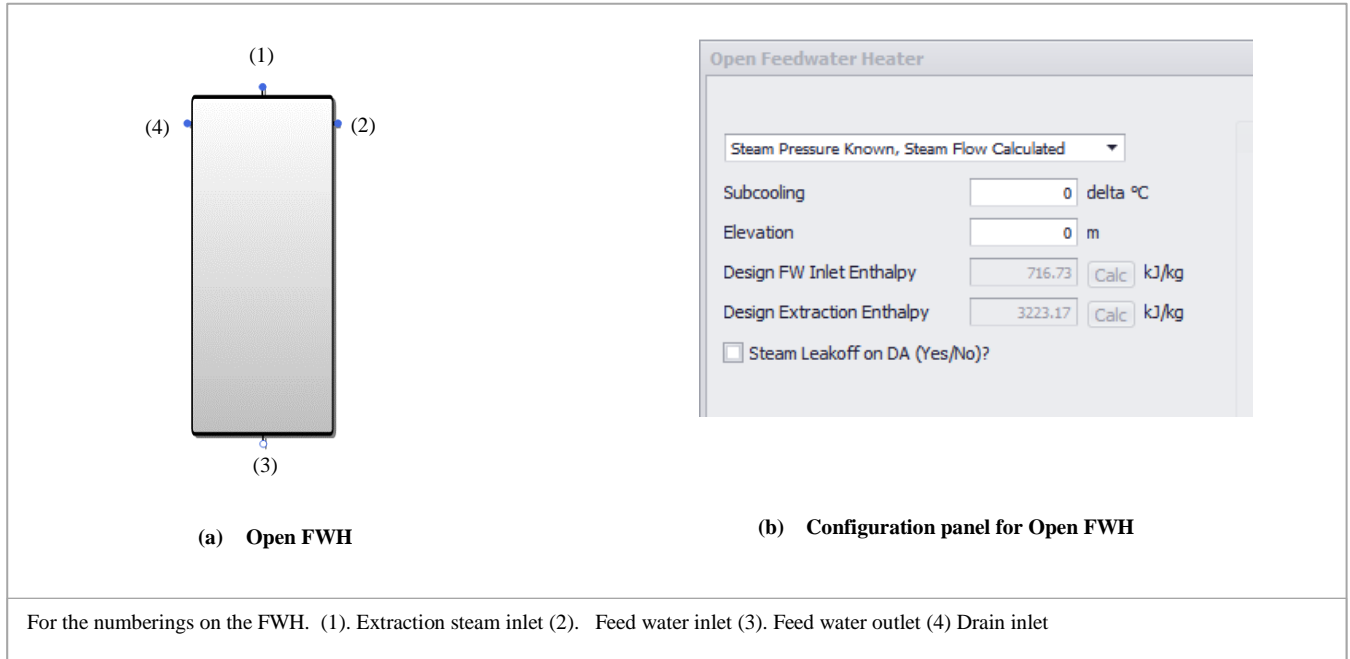 (1)
(4)
(2)
(3)
(a) Open FWH
Open Feedwater Heater
Steam Pressure Known, Steam Flow Calculated
Subcooling 0 delta ºC
Elevation 0 m
Design FW Inlet Enthalpy 716.73 Calc kJ/kg
Design Extraction Enthalpy 3223.17 Calc kJ/kg
Steam Leakoff on DA (Yes/No)?
(b) Configuration panel for Open FWH
For the numberings on the FWH. (1). Extraction steam inlet (2). Feed water inlet (3). Feed water outlet (4) Drain inlet